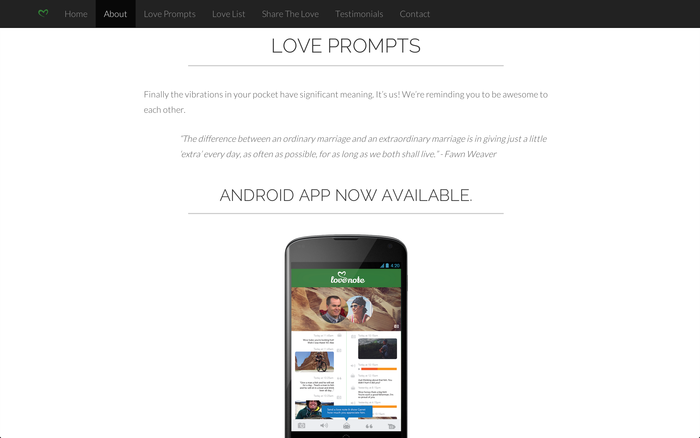 Home About Love Prompts Love List Share The Love Testimonials Contact
LOVE PROMPTS
Finally the vibrations in your pocket have significant meaning. It's us! We're reminding you to be awesome to
each other.
"The difference between an ordinary marriage and an extraordinary marriage is in giving just a little
'extra' every day, as often as possible, for as long as we both shall live." - Fawn Weaver
ANDROID APP NOW AVAILABLE.
4:20
love note